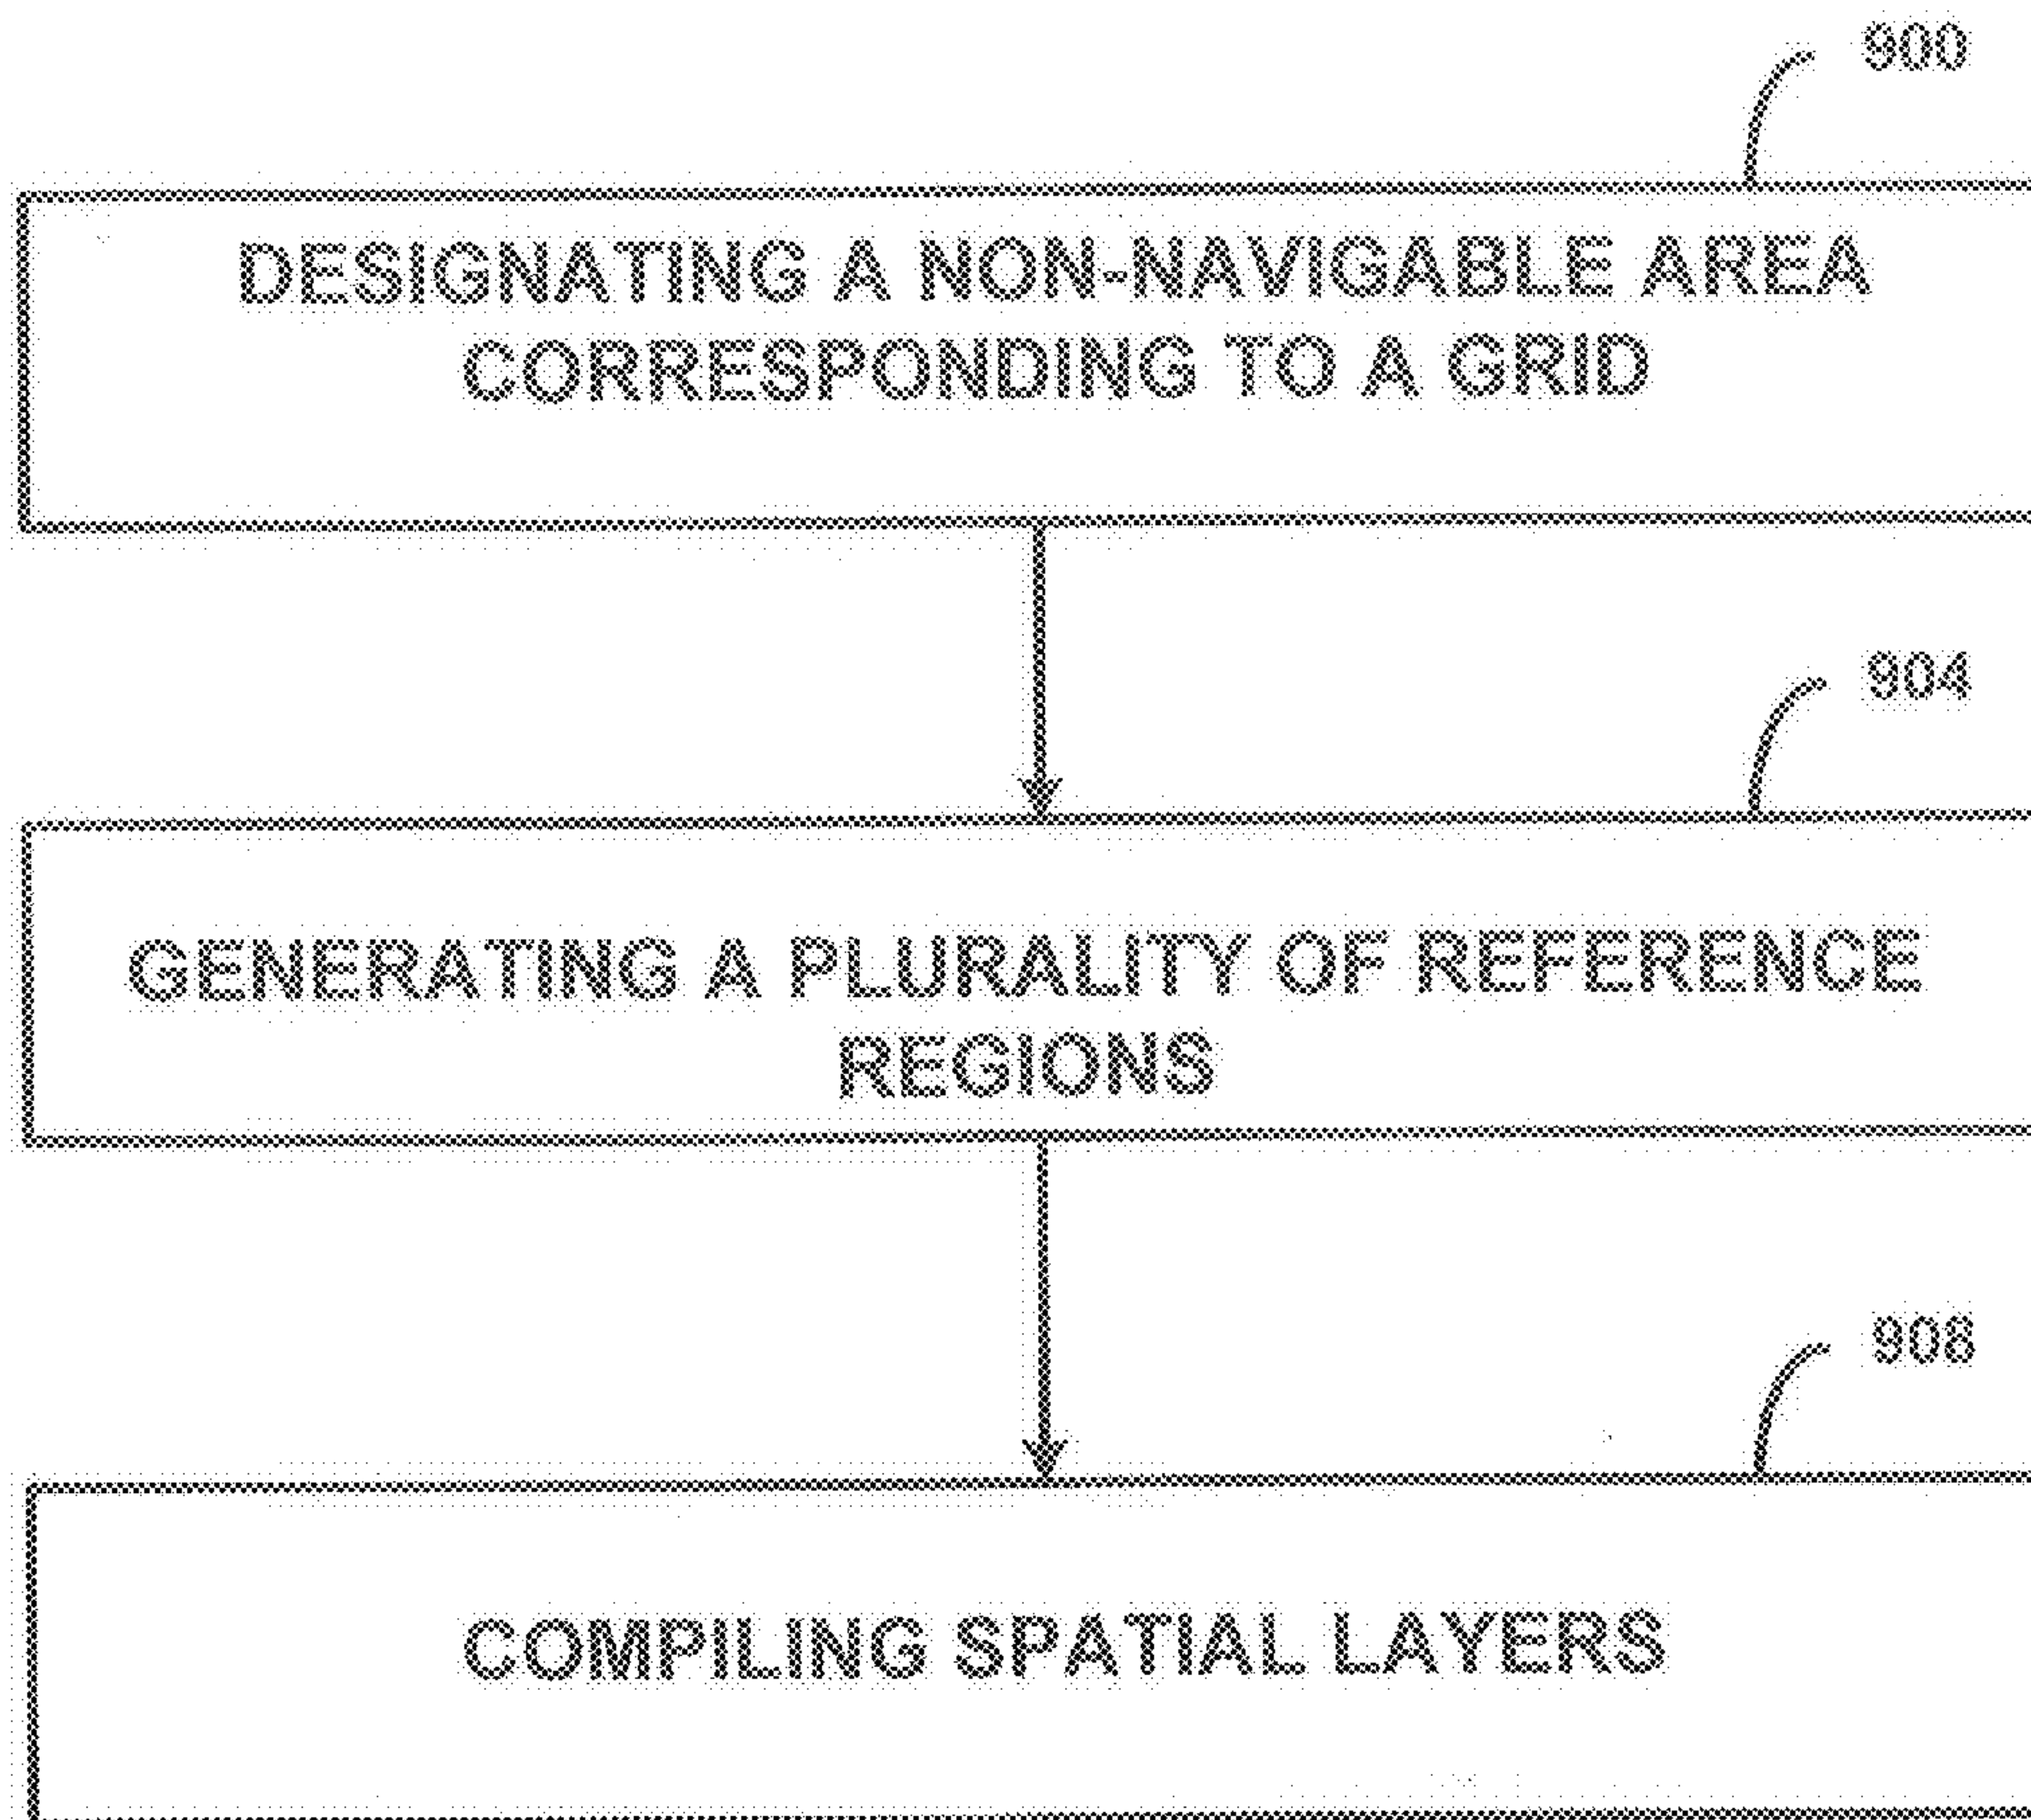 900
DESIGNATING A NON-NAVIGABLE AREA
CORRESPONDING TO A GRID
904
GENERATING A PLURALITY OF REFERENCE
REGIONS
908
COMPILING SPATIAL LAYERS